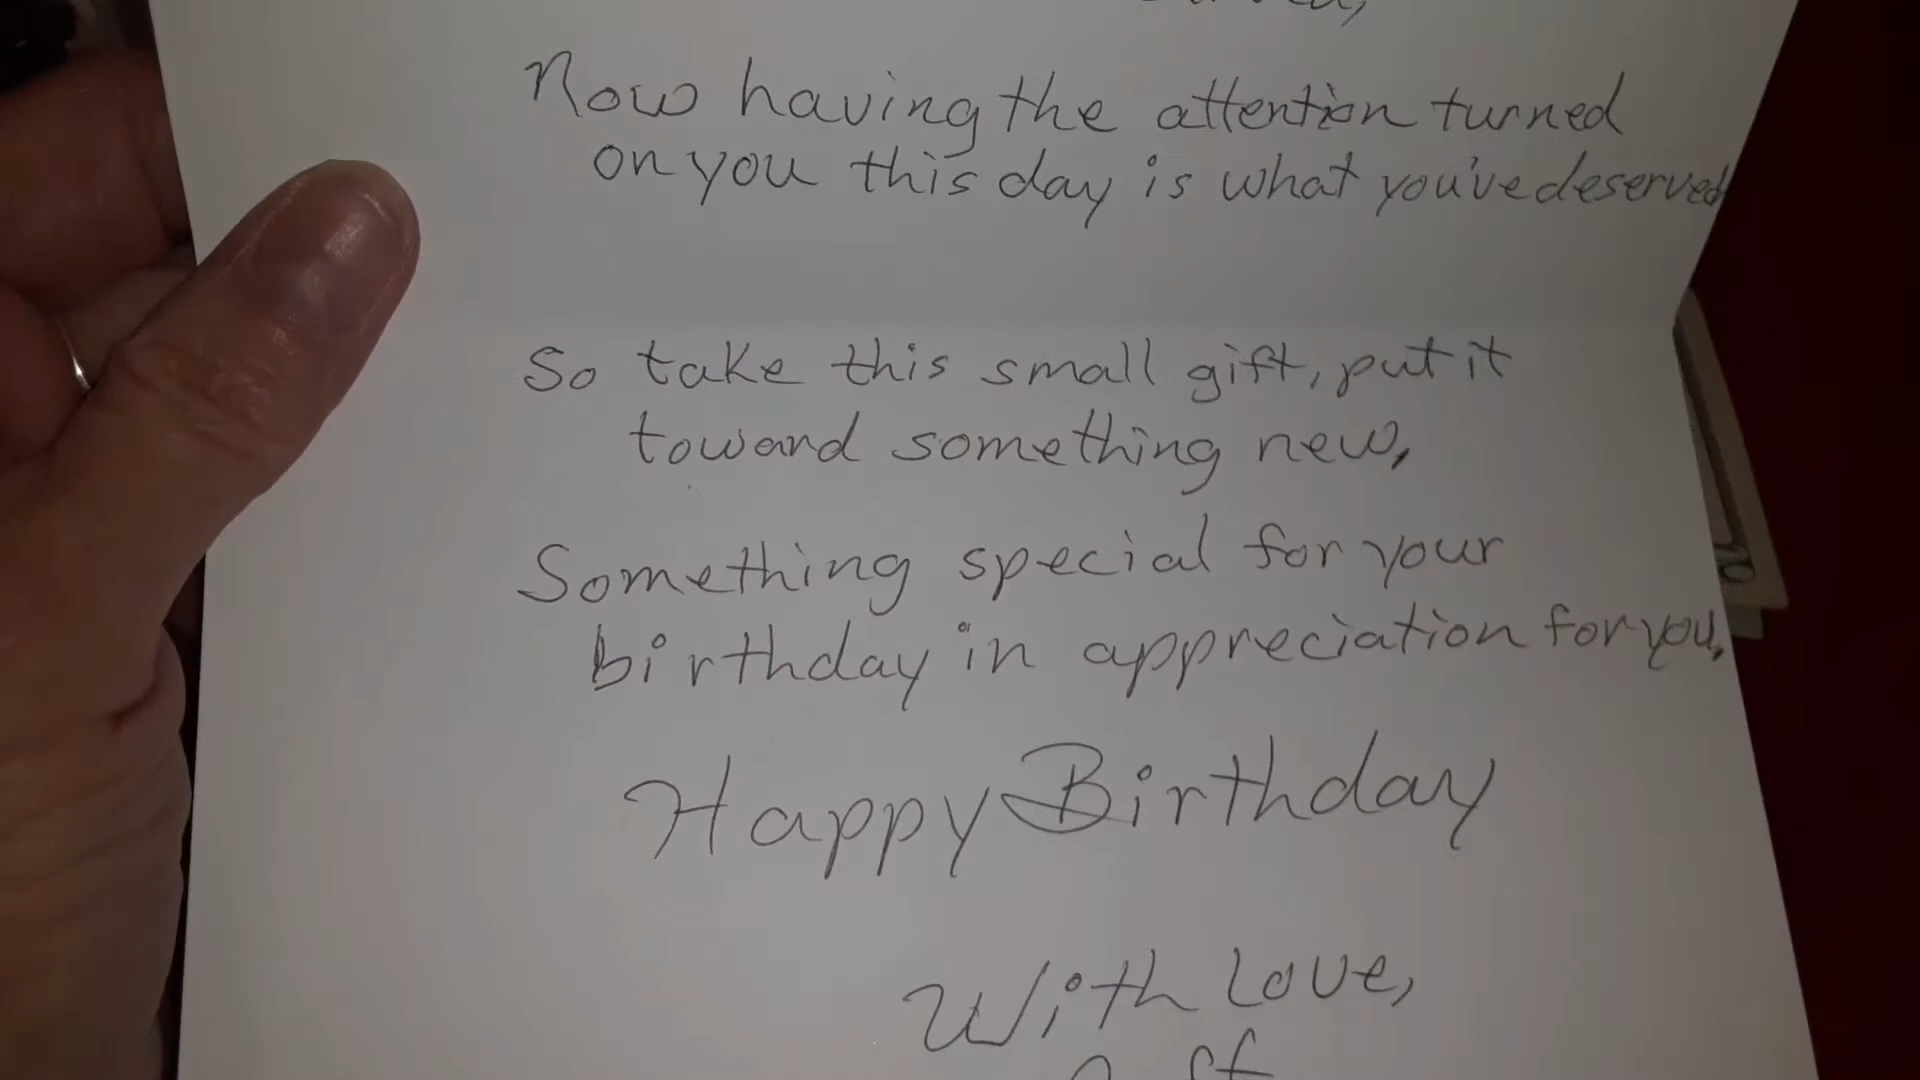 Now having the attention turned
on you this day is what you've deserved
So take this small gift, put it
toward something new,
Something special for your
birthday in appreciation for you,
Happy Birthday
With Love,